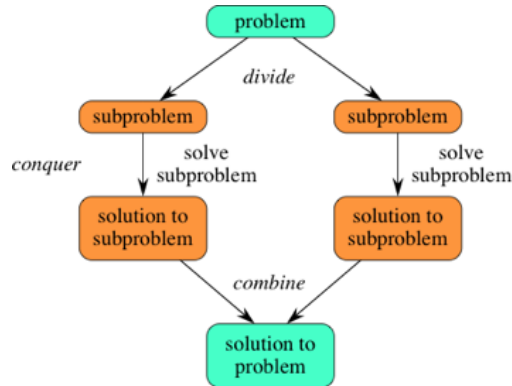 problem
divide
subproblem
subproblem
conquer
solve
subproblem
solve
subproblem
solution to
subproblem
solution to
subproblem
combine
solution to
problem